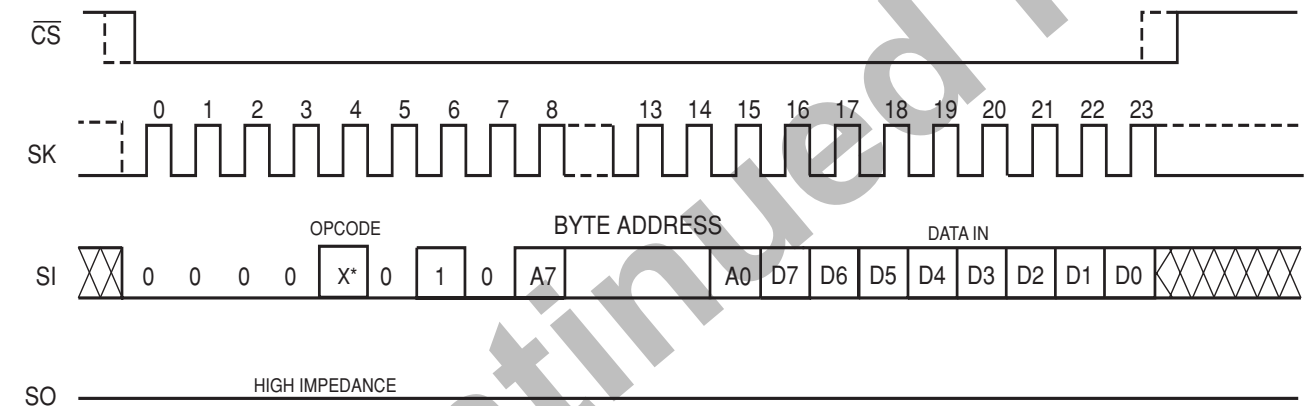 CS
0 1 2 3 4 5 6 7 8 13 14 15 16 17 18 19 20 21 22 23
SK
OPCODE BYTE ADDRESS DATA IN
SI 0 0 0 0 X* 0 1 0 A7 A0 D7 D6 D5 D4 D3 D2 D1 D0
HIGH IMPEDANCE
SO
tinued